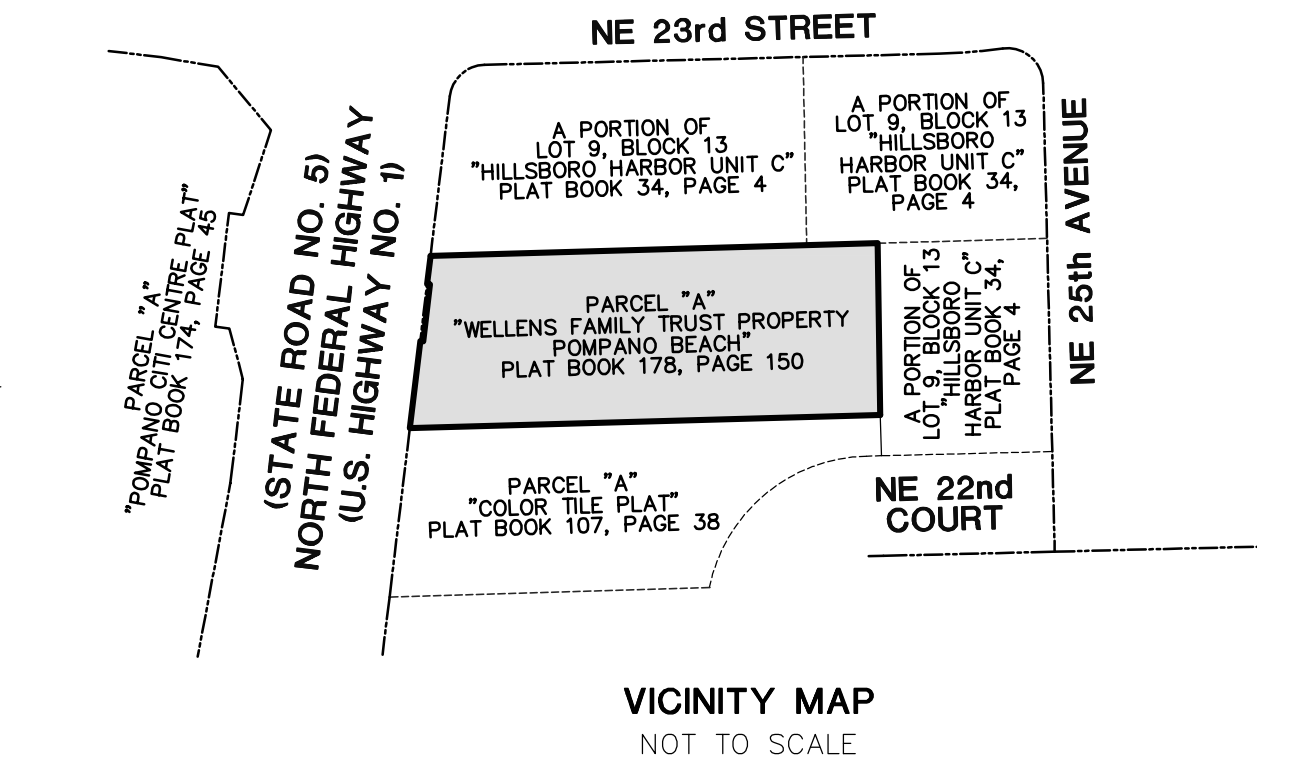 NE 23rd STREET
A PORTION OF
LOT 9, BLOCK 13
"HILLSBORO HARBOR UNIT C"
PLAT BOOK 34, PAGE 4
A PORTION OF
LOT 9, BLOCK 13
"HILLSBORO
HARBOR UNIT C"
PLAT BOOK 34,
PAGE 4
NE 25th AVENUE
PARCEL "A"
"POMPANO CITI CENTRE PLAT"
PLAT BOOK 174, PAGE 45
(STATE ROAD NO. 5)
NORTH FEDERAL HIGHWAY
(U.S. HIGHWAY NO. 1)
PARCEL "A"
"WELLENS FAMILY TRUST PROPERTY
POMPANO BEACH"
PLAT BOOK 178, PAGE 150
A PORTION OF
LOT 9, BLOCK 13
"HILLSBORO
HARBOR UNIT C"
PLAT BOOK 34,
PAGE 4
PARCEL "A"
"COLOR TILE PLAT"
PLAT BOOK 107, PAGE 38
NE 22nd
COURT
VICINITY MAP
NOT TO SCALE